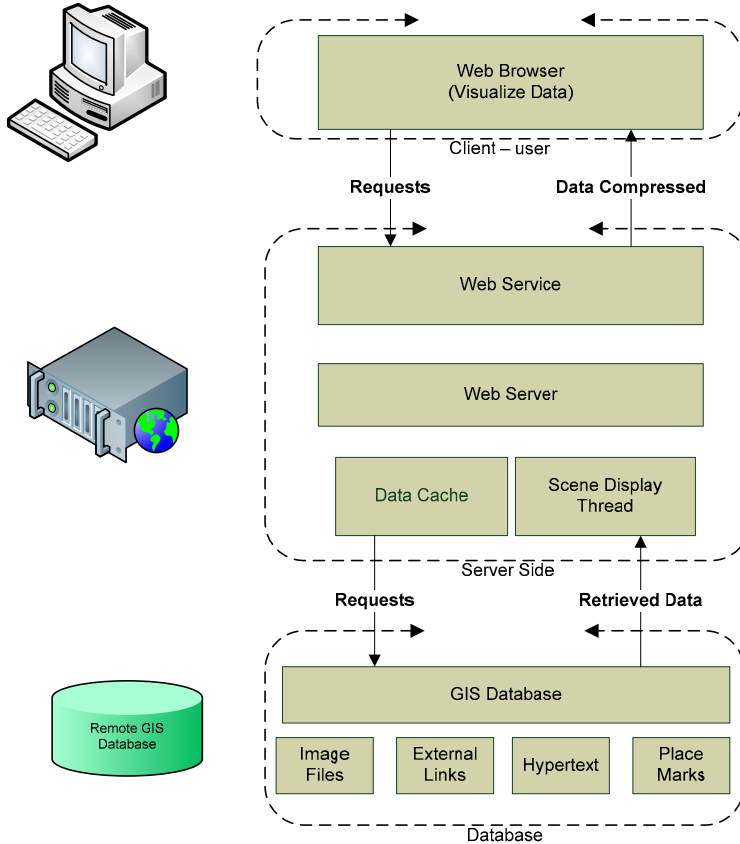 Web Browser
(Visualize Data)
Client – user
Requests
Data Compressed
Web Service
Web Server
Data Cache
Scene Display
Thread
Server Side
Requests
Retrieved Data
GIS Database
Remote GIS
Database
Image
Files
External
Links
Hypertext
Place
Marks
Database